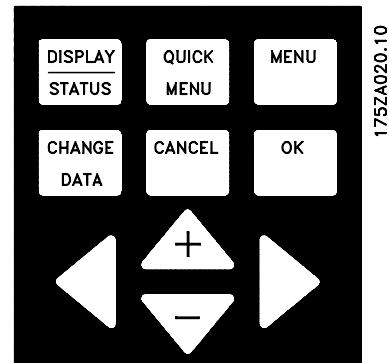 DISPLAY
STATUS
QUICK
MENU
MENU
CHANGE
DATA
CANCEL
OK
+
-
175ZA020.10